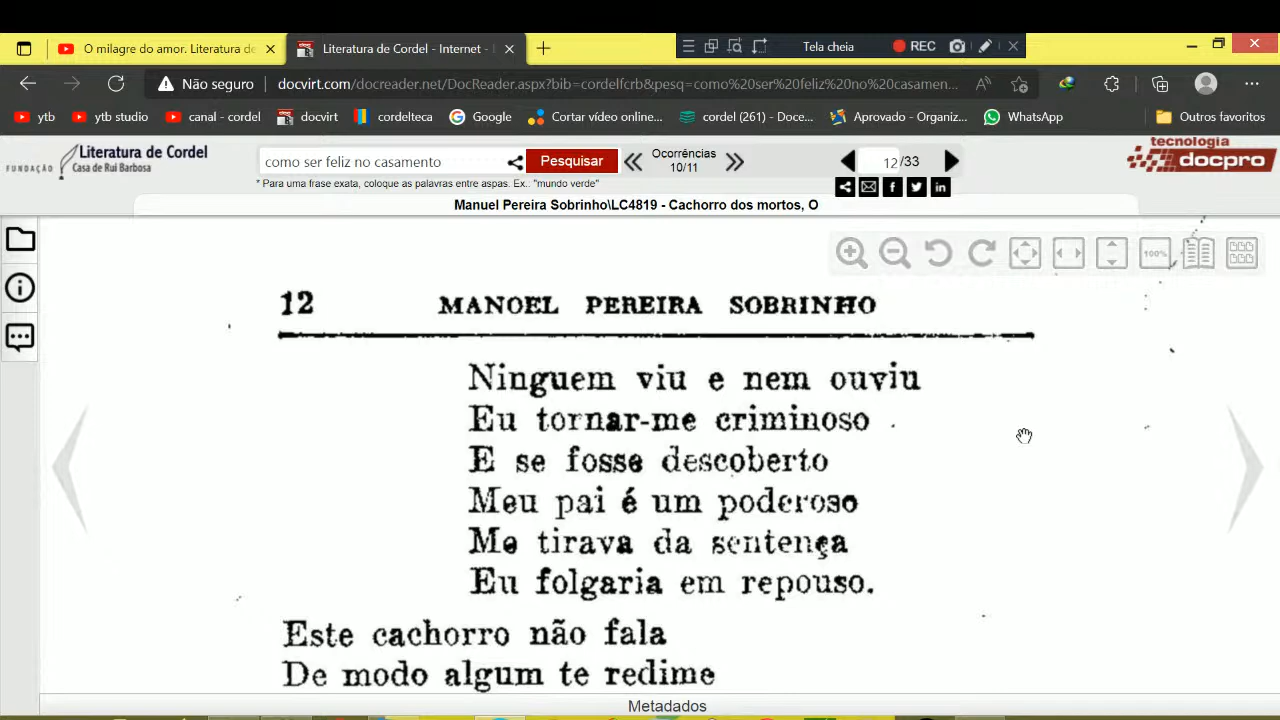 O milagre do amor. Literatura de
Literatura de Cordel - Internet -
Tela cheia
REC
Não seguro
docvirt.com/docreader.net/DocReader.aspx?bib=cordelfcrb&pesq=como%20ser%20feliz%20no%20casamen...
ytb
ytb studio
canal - cordel
docvirt
cordelteca
Google
Cortar vídeo online...
cordel (261) - Doce...
Aprovado - Organiz...
WhatsApp
Outros favoritos
FUNDAÇÃO
Literatura de Cordel
Casa de Rui Barbosa
como ser feliz no casamento
Pesquisar
Ocorrências
10/11
12 /33
tecnologia
docpro
* Para uma frase exata, coloque as palavras entre aspas. Ex.: "mundo verde"
Manuel Pereira Sobrinho\LC4819 - Cachorro dos mortos, O
100%
12 MANOEL PEREIRA SOBRINHO
Ninguem viu e nem ouviu
Eu tornar-me criminoso
E se fosse descoberto
Meu pai é um poderoso
Me tirava da sentença
Eu folgaria em repouso.
Este cachorro não fala
De modo algum te redime
Metadados